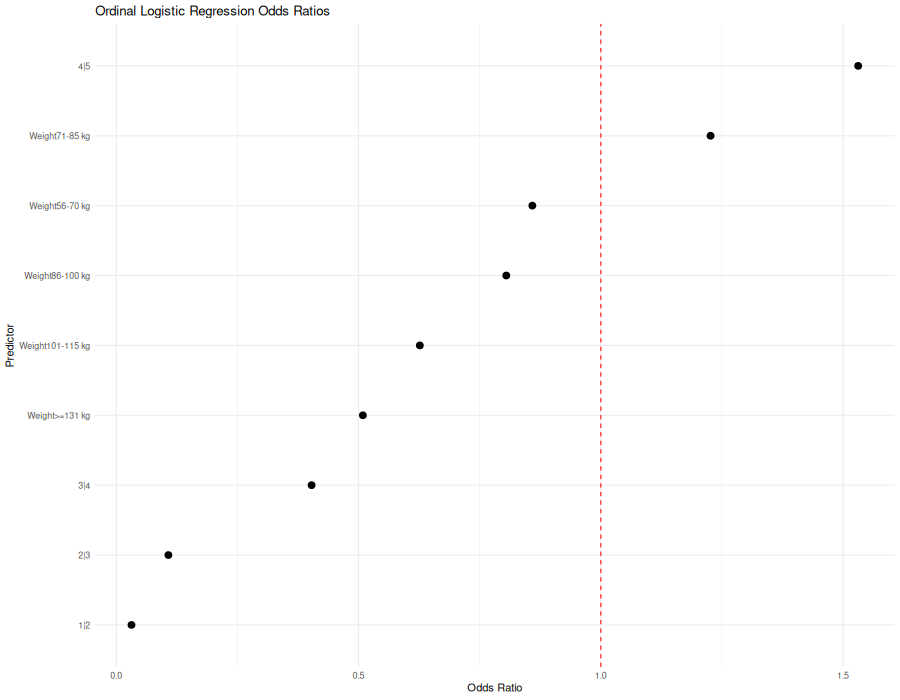 Ordinal Logistic Regression Odds Ratios
Predictor
4|5
Weight71-85 kg
Weight56-70 kg
Weight86-100 kg
Weight101-115 kg
Weight>=131 kg
3|4
2|3
1|2
0.0 0.5 1.0 1.5
Odds Ratio